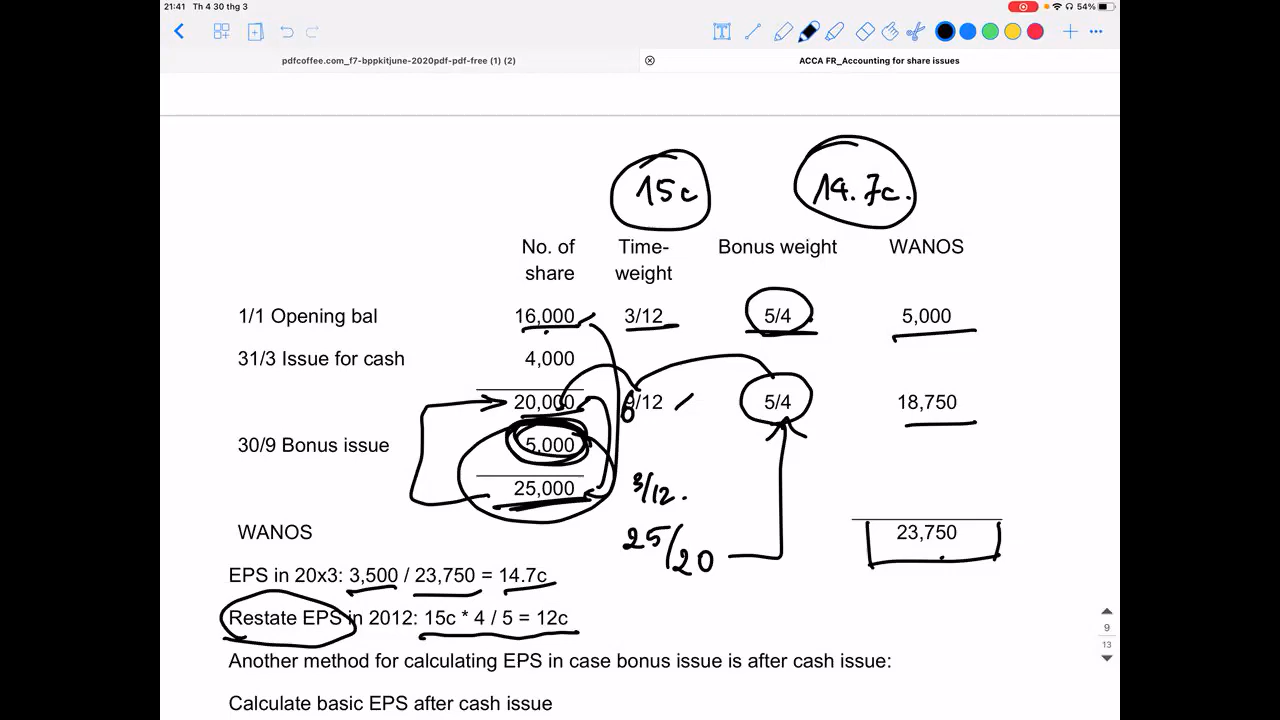 21:41 Th 4 30 thg 3
54%
pdfcoffee.com_f7-bppkitjune-2020pdf-pdf-free (1) (2)
ACCA FR_Accounting for share issues
15c 14.7c.
No. of share Time-weight Bonus weight WANOS
1/1 Opening bal 16,000 3/12 5/4 5,000
31/3 Issue for cash 4,000
20,000 9/12 5/4 18,750
6
30/9 Bonus issue 5,000
25,000 3/12.
WANOS 23,750
25/20
EPS in 20x3: 3,500 / 23,750 = 14.7c
Restate EPS in 2012: 15c * 4 / 5 = 12c
9
13
Another method for calculating EPS in case bonus issue is after cash issue:
Calculate basic EPS after cash issue